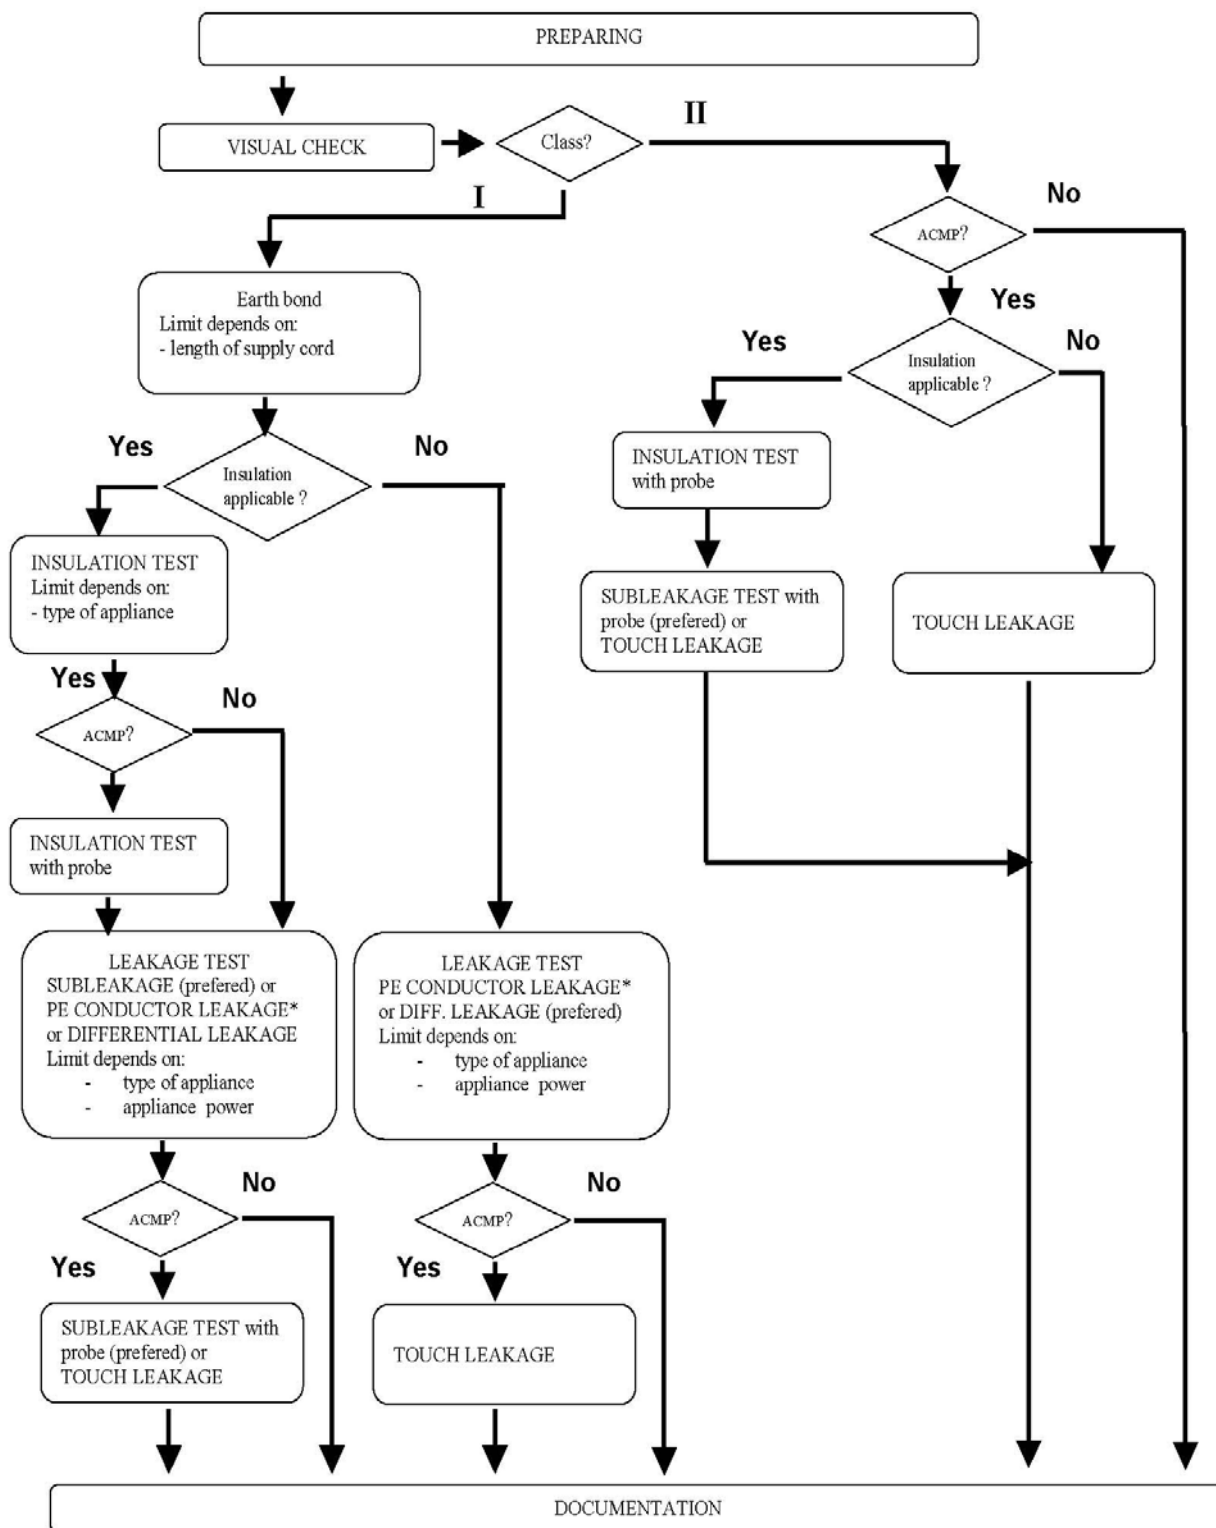 PREPARING
VISUAL CHECK
Class?
II
I
ACMP?
No
Yes
Earth bond
Limit depends on:
- length of supply cord
Insulation
applicable ?
Yes
No
INSULATION TEST
with probe
SUBLEAKAGE TEST with
probe (prefered) or
TOUCH LEAKAGE
TOUCH LEAKAGE
Insulation
applicable ?
Yes
No
INSULATION TEST
Limit depends on:
- type of appliance
Yes
ACMP?
No
INSULATION TEST
with probe
LEAKAGE TEST
SUBLEAKAGE (prefered) or
PE CONDUCTOR LEAKAGE*
or DIFFERENTIAL LEAKAGE
Limit depends on:
- type of appliance
- appliance power
LEAKAGE TEST
PE CONDUCTOR LEAKAGE*
or DIFF. LEAKAGE (prefered)
Limit depends on:
- type of appliance
- appliance power
ACMP?
No
Yes
SUBLEAKAGE TEST with
probe (prefered) or
TOUCH LEAKAGE
ACMP?
No
Yes
TOUCH LEAKAGE
DOCUMENTATION